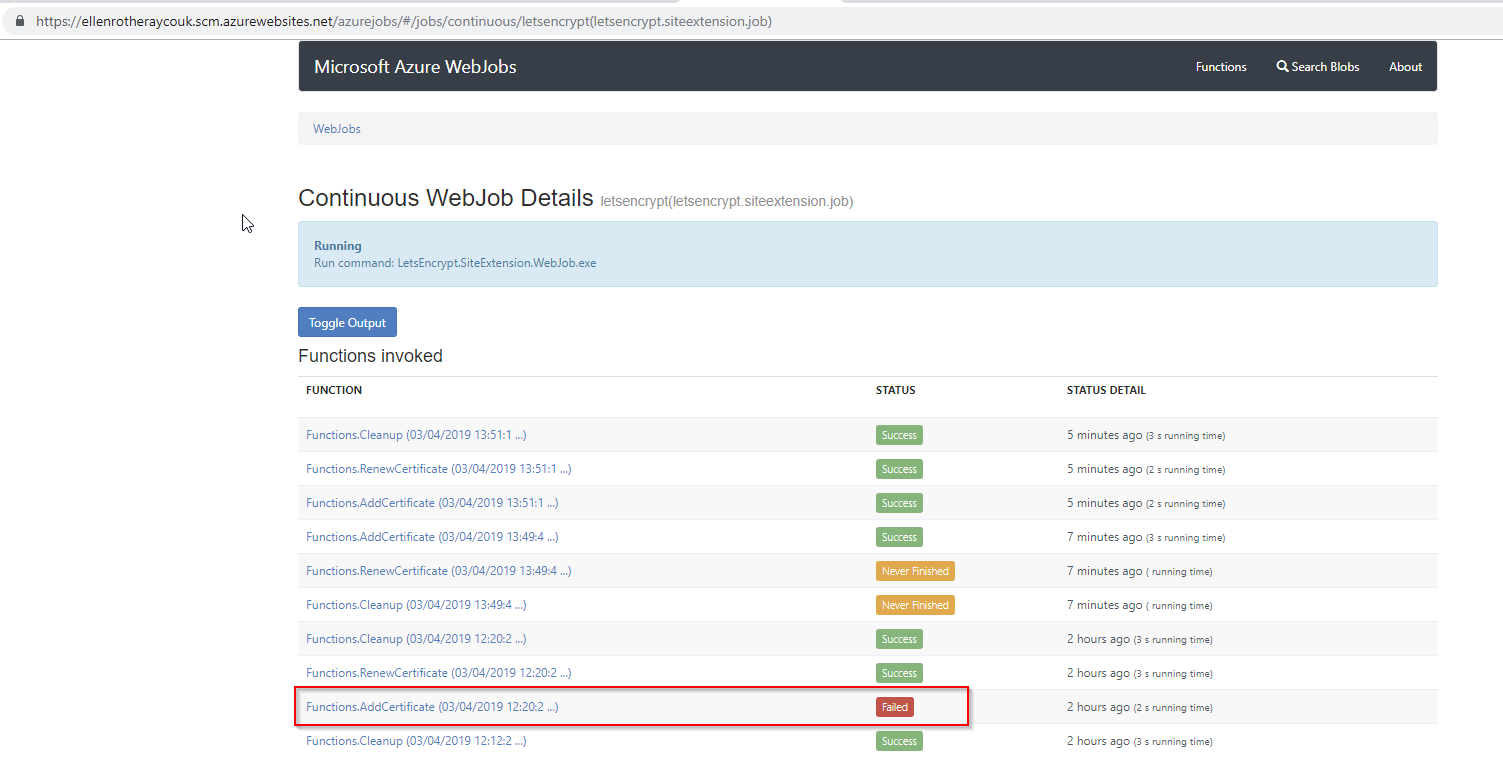 https://ellenrotheraycouk.scm.azurewebsites.net/azurejobs/#/jobs/continuous/letsencrypt(letsencrypt.siteextension.job)
Microsoft Azure WebJobs Functions Search Blobs About
WebJobs
Continuous WebJob Details letsencrypt(letsencrypt.siteextension.job)
Running
Run command: LetsEncrypt.SiteExtension.WebJob.exe
Toggle Output
Functions invoked
FUNCTION STATUS STATUS DETAIL
Functions.Cleanup (03/04/2019 13:51:1 ...) Success 5 minutes ago (3 s running time)
Functions.RenewCertificate (03/04/2019 13:51:1 ...) Success 5 minutes ago (2 s running time)
Functions.AddCertificate (03/04/2019 13:51:1 ...) Success 5 minutes ago (2 s running time)
Functions.AddCertificate (03/04/2019 13:49:4 ...) Success 7 minutes ago (3 s running time)
Functions.RenewCertificate (03/04/2019 13:49:4 ...) Never Finished 7 minutes ago ( running time)
Functions.Cleanup (03/04/2019 13:49:4 ...) Never Finished 7 minutes ago ( running time)
Functions.Cleanup (03/04/2019 12:20:2 ...) Success 2 hours ago (3 s running time)
Functions.RenewCertificate (03/04/2019 12:20:2 ...) Success 2 hours ago (3 s running time)
Functions.AddCertificate (03/04/2019 12:20:2 ...) Failed 2 hours ago (2 s running time)
Functions.Cleanup (03/04/2019 12:12:2 ...) Success 2 hours ago (3 s running time)